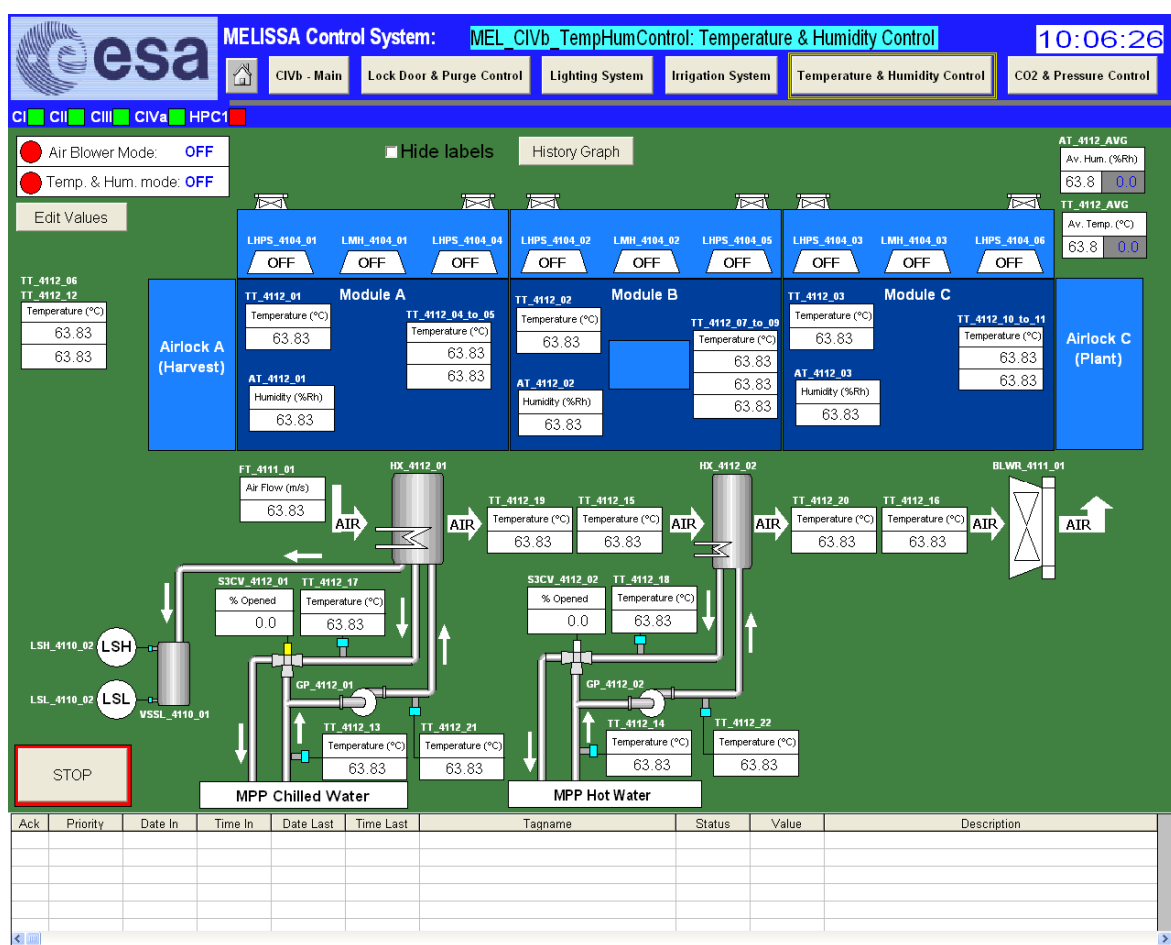 esa
MELISSA Control System: MEL_CIVb_TempHumControl: Temperature & Humidity Control 10:06:26
CIVb - Main Lock Door & Purge Control Lighting System Irrigation System Temperature & Humidity Control CO2 & Pressure Control
CI CII CIII CIVa HPC1
Air Blower Mode: OFF
Temp. & Hum. mode: OFF
Edit Values
Hide labels
History Graph
AT_4112_AVG
Av. Hum. (%Rh)
63.8 0.0
TT_4112_AVG
Av. Temp. (°C)
63.8 0.0
LHPS_4104_01 LMH_4104_01 LHPS_4104_04 LHPS_4104_02 LMH_4104_02 LHPS_4104_05 LHPS_4104_03 LMH_4104_03 LHPS_4104_06
OFF OFF OFF OFF OFF OFF OFF OFF OFF
TT_4112_06
TT_4112_12
Temperature (°C)
63.83
63.83
Airlock A
(Harvest)
Module A
TT_4112_01
Temperature (°C)
63.83
TT_4112_04_to_05
Temperature (°C)
63.83
63.83
AT_4112_01
Humidity (%Rh)
63.83
Module B
TT_4112_02
Temperature (°C)
63.83
TT_4112_07_to_09
Temperature (°C)
63.83
63.83
63.83
AT_4112_02
Humidity (%Rh)
63.83
Module C
TT_4112_03
Temperature (°C)
63.83
TT_4112_10_to_11
Temperature (°C)
63.83
63.83
AT_4112_03
Humidity (%Rh)
63.83
Airlock C
(Plant)
FT_4111_01
Air Flow (m/s)
63.83
AIR
HX_4112_01
AIR
TT_4112_19
Temperature (°C)
63.83
TT_4112_15
Temperature (°C)
63.83
AIR
HX_4112_02
AIR
TT_4112_20
Temperature (°C)
63.83
TT_4112_16
Temperature (°C)
63.83
AIR
BLWR_4111_01
AIR
S3CV_4112_01
% Opened
0.0
TT_4112_17
Temperature (°C)
63.83
S3CV_4112_02
% Opened
0.0
TT_4112_18
Temperature (°C)
63.83
LSH_4110_02 LSH
LSL_4110_02 LSL
VSSL_4110_01
GP_4112_01
GP_4112_02
TT_4112_13
Temperature (°C)
63.83
TT_4112_21
Temperature (°C)
63.83
TT_4112_14
Temperature (°C)
63.83
TT_4112_22
Temperature (°C)
63.83
STOP
MPP Chilled Water
MPP Hot Water
Ack Priority Date In Time In Date Last Time Last Tagname Status Value Description